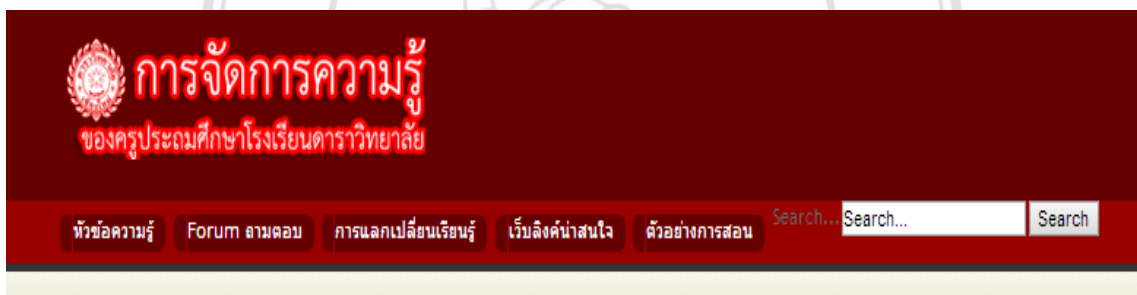 การจัดการความรู้
ของครูประถมศึกษาโรงเรียนดาราวิทยาลัย
หัวข้อความรู้ Forum ถามตอบ การแลกเปลี่ยนเรียนรู้ เว็บลิงค์น่าสนใจ ตัวอย่างการสอน Search... Search... Search